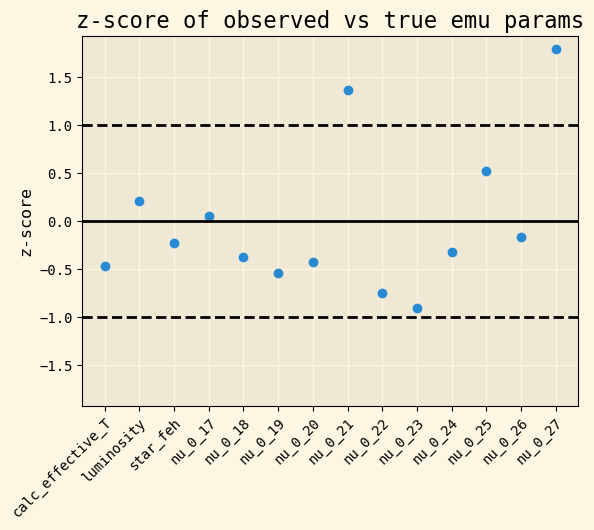 z-score of observed vs true emu params
z-score
1.5
1.0
0.5
0.0
−0.5
−1.0
−1.5
calc_effective_T
luminosity
star_feh
nu_0_17
nu_0_18
nu_0_19
nu_0_20
nu_0_21
nu_0_22
nu_0_23
nu_0_24
nu_0_25
nu_0_26
nu_0_27